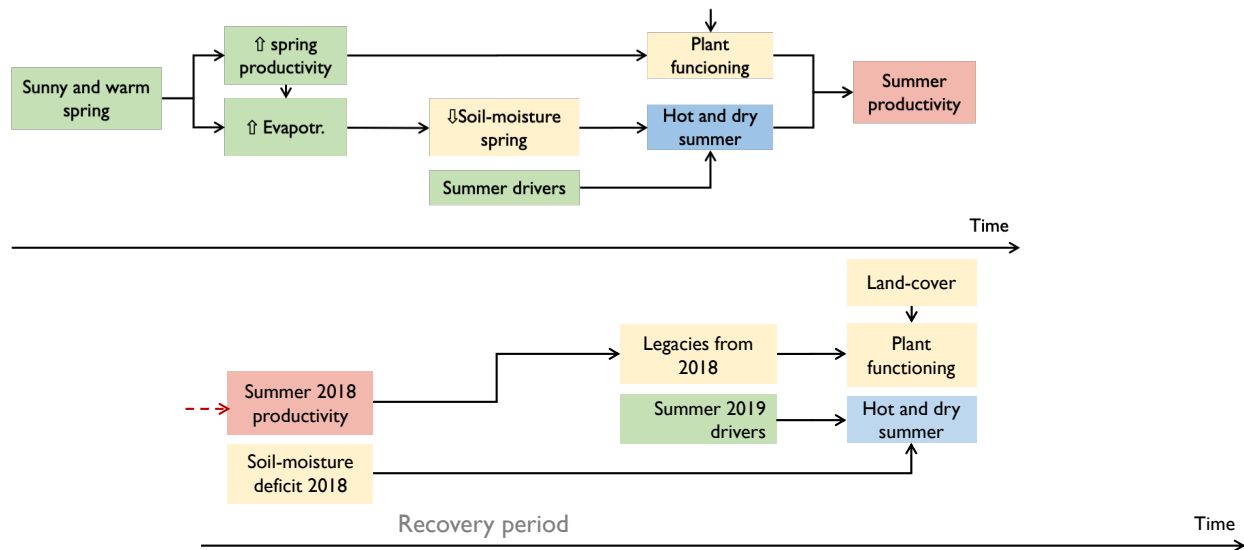 ⇧ spring
productivity
Plant
funcioning
Sunny and warm
spring
Summer
productivity
⇧ Evapotr.
⇩Soil-moisture
spring
Hot and dry
summer
Summer drivers
Time
Land-cover
Legacies from
2018
Plant
functioning
Summer 2018
productivity
Summer 2019
drivers
Hot and dry
summer
Soil-moisture
deficit 2018
Recovery period
Time